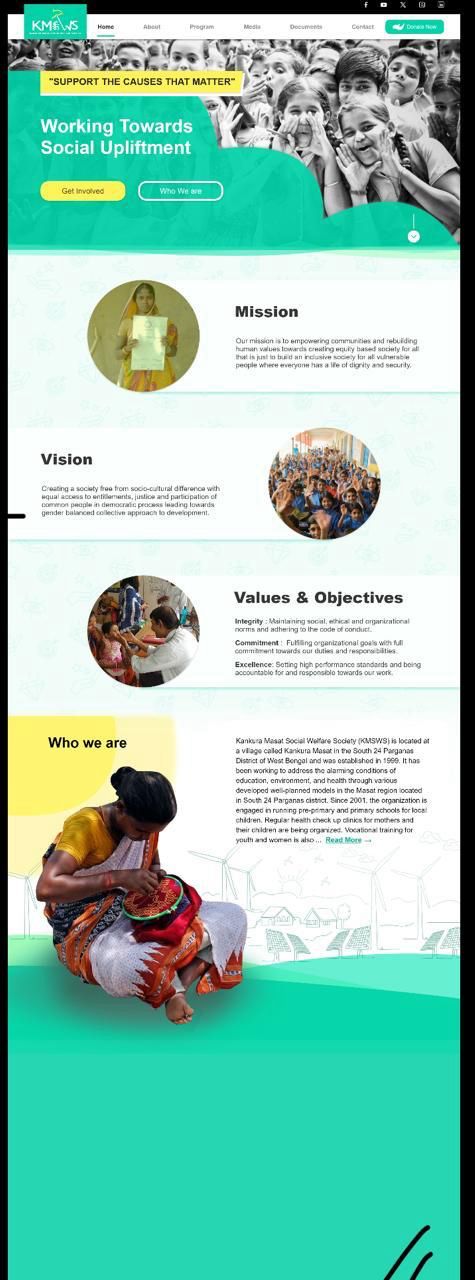 KMSWS
Home About Program Media Documents Contact Donate Now
"SUPPORT THE CAUSES THAT MATTER"
Working Towards
Social Upliftment
Get Involved Who We are
Mission
Our mission is to empowering communities and rebuilding
human values towards creating equity based society for all
that is just to build an inclusive society for all vulnerable
people where everyone has a life of dignity and security.
Vision
Creating a society free from socio-cultural difference with
equal access to entitlements, justice and participation of
common people in democratic process leading towards
gender balanced collective approach to development.
Values & Objectives
Integrity : Maintaining social, ethical and organizational
norms and adhering to the code of conduct.
Commitment : Fulfilling organizational goals with full
commitment towards our duties and responsibilities.
Excellence: Setting high performance standards and being
accountable for and responsible towards our work.
Who we are
Kankura Masat Social Welfare Society (KMSWS) is located at
a village called Kankura Masat in the South 24 Parganas
District of West Bengal and was established in 1999. It has
been working to address the alarming conditions of
education, environment, and health through various
developed well-planned models in the Masat region located
in South 24 Parganas district. Since 2001, the organization is
engaged in running pre-primary and primary schools for local
children. Regular health check up clinics for mothers and
their children are being organized. Vocational training for
youth and women is also ... Read More →